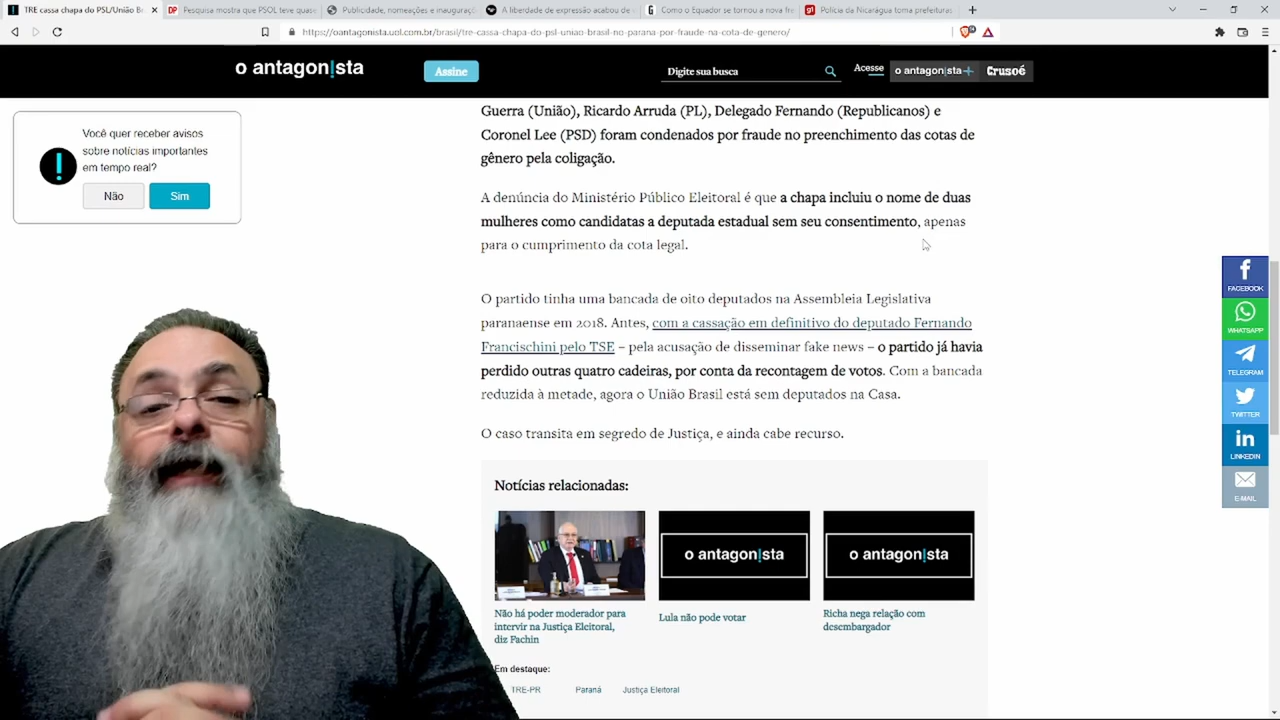 TRE cassa chapa do PSL/União Br
Pesquisa mostra que PSOL teve quas
Publicidade, nomeações e inauguraç
A liberdade de expressão acabou de
Como o Equador se tornou a nova fr
g1
Polícia da Nicarágua toma prefeituras
https://oantagonista.uol.com.br/brasil/tre-cassa-chapa-do-psl-uniao-brasil-no-parana-por-fraude-na-cota-de-genero/
o antagon!sta
Assine
Digite sua busca
Acesse
o antagon!sta+
Crusoé
Você quer receber avisos
sobre notícias importantes
em tempo real?
Não
Sim
Guerra (União), Ricardo Arruda (PL), Delegado Fernando (Republicanos) e
Coronel Lee (PSD) foram condenados por fraude no preenchimento das cotas de
gênero pela coligação.
A denúncia do Ministério Público Eleitoral é que a chapa incluiu o nome de duas
mulheres como candidatas a deputada estadual sem seu consentimento, apenas
para o cumprimento da cota legal.
O partido tinha uma bancada de oito deputados na Assembleia Legislativa
paranaense em 2018. Antes, com a cassação em definitivo do deputado Fernando
Francischini pelo TSE – pela acusação de disseminar fake news – o partido já havia
perdido outras quatro cadeiras, por conta da recontagem de votos. Com a bancada
reduzida à metade, agora o União Brasil está sem deputados na Casa.
O caso transita em segredo de Justiça, e ainda cabe recurso.
FACEBOOK
WHATSAPP
TELEGRAM
TWITTER
LINKEDIN
E-MAIL
Notícias relacionadas:
o antagon!sta
o antagon!sta
Não há poder moderador para
intervir na Justiça Eleitoral,
diz Fachin
Lula não pode votar
Richa nega relação com
desembargador
Em destaque:
TRE-PR
Paraná
Justiça Eleitoral